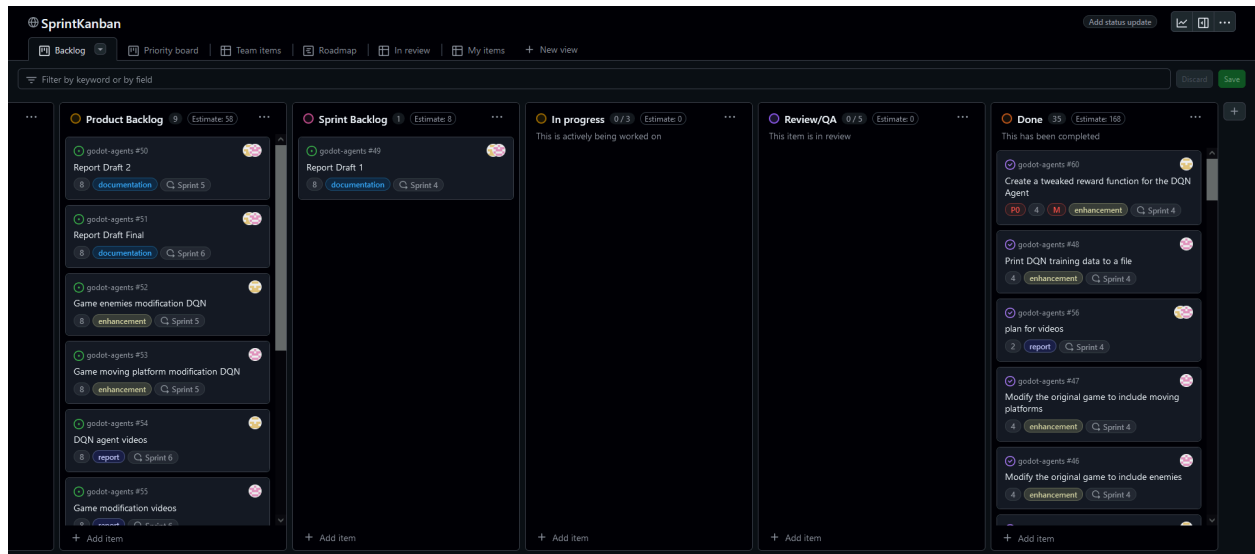 SprintKanban
Add status update
Backlog
Priority board
Team items
Roadmap
In review
My items
+ New view
Filter by keyword or by field
Discard
Save
Product Backlog 9 Estimate: 58
godot-agents #50
Report Draft 2
8 documentation Sprint 5
godot-agents #51
Report Draft Final
8 documentation Sprint 6
godot-agents #52
Game enemies modification DQN
8 enhancement Sprint 5
godot-agents #53
Game moving platform modification DQN
8 enhancement Sprint 5
godot-agents #54
DQN agent videos
8 report Sprint 6
godot-agents #55
Game modification videos
8 report Sprint 6
+ Add item
Sprint Backlog 1 Estimate: 8
godot-agents #49
Report Draft 1
8 documentation Sprint 4
+ Add item
In progress 0 / 3 Estimate: 0
This is actively being worked on
+ Add item
Review/QA 0 / 5 Estimate: 0
This item is in review
+ Add item
Done 35 Estimate: 168
This has been completed
godot-agents #60
Create a tweaked reward function for the DQN
Agent
P0 4 M enhancement Sprint 4
godot-agents #48
Print DQN training data to a file
4 enhancement Sprint 4
godot-agents #56
plan for videos
2 report Sprint 4
godot-agents #47
Modify the original game to include moving
platforms
4 enhancement Sprint 4
godot-agents #46
Modify the original game to include enemies
4 enhancement Sprint 4
+ Add item